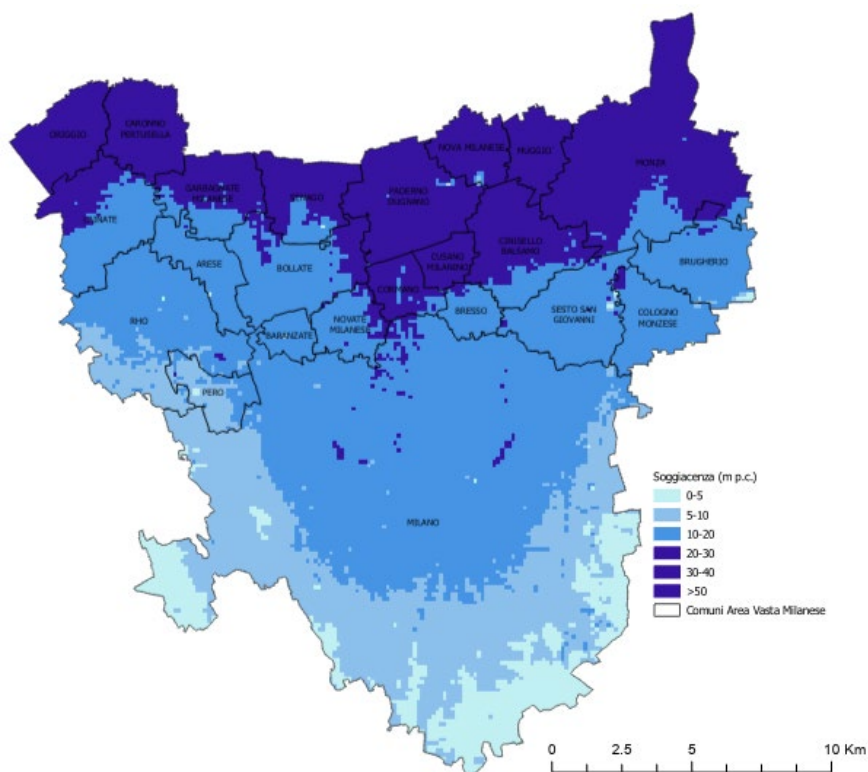 ORIGGIO
CARONNO
PERTUSELLA
NOVA MILANESE
MUGGIO'
MONZA
GARBAGNATE
MILANESE
SENAGO
PADERNO
DUGNANO
CINISELLO
BALSAMO
ARESE
BOLLATE
CUSANO
MILANINO
CORMANO
BRUGHERIO
RHO
BARANZATE
NOVATE
MILANESE
BRESSO
SESTO SAN
GIOVANNI
COLOGNO
MONZESE
PERO
MILANO
Soggiacenza (m p.c.)
0-5
5-10
10-20
20-30
30-40
>50
Comuni Area Vasta Milanese
0 2.5 5 10 Km